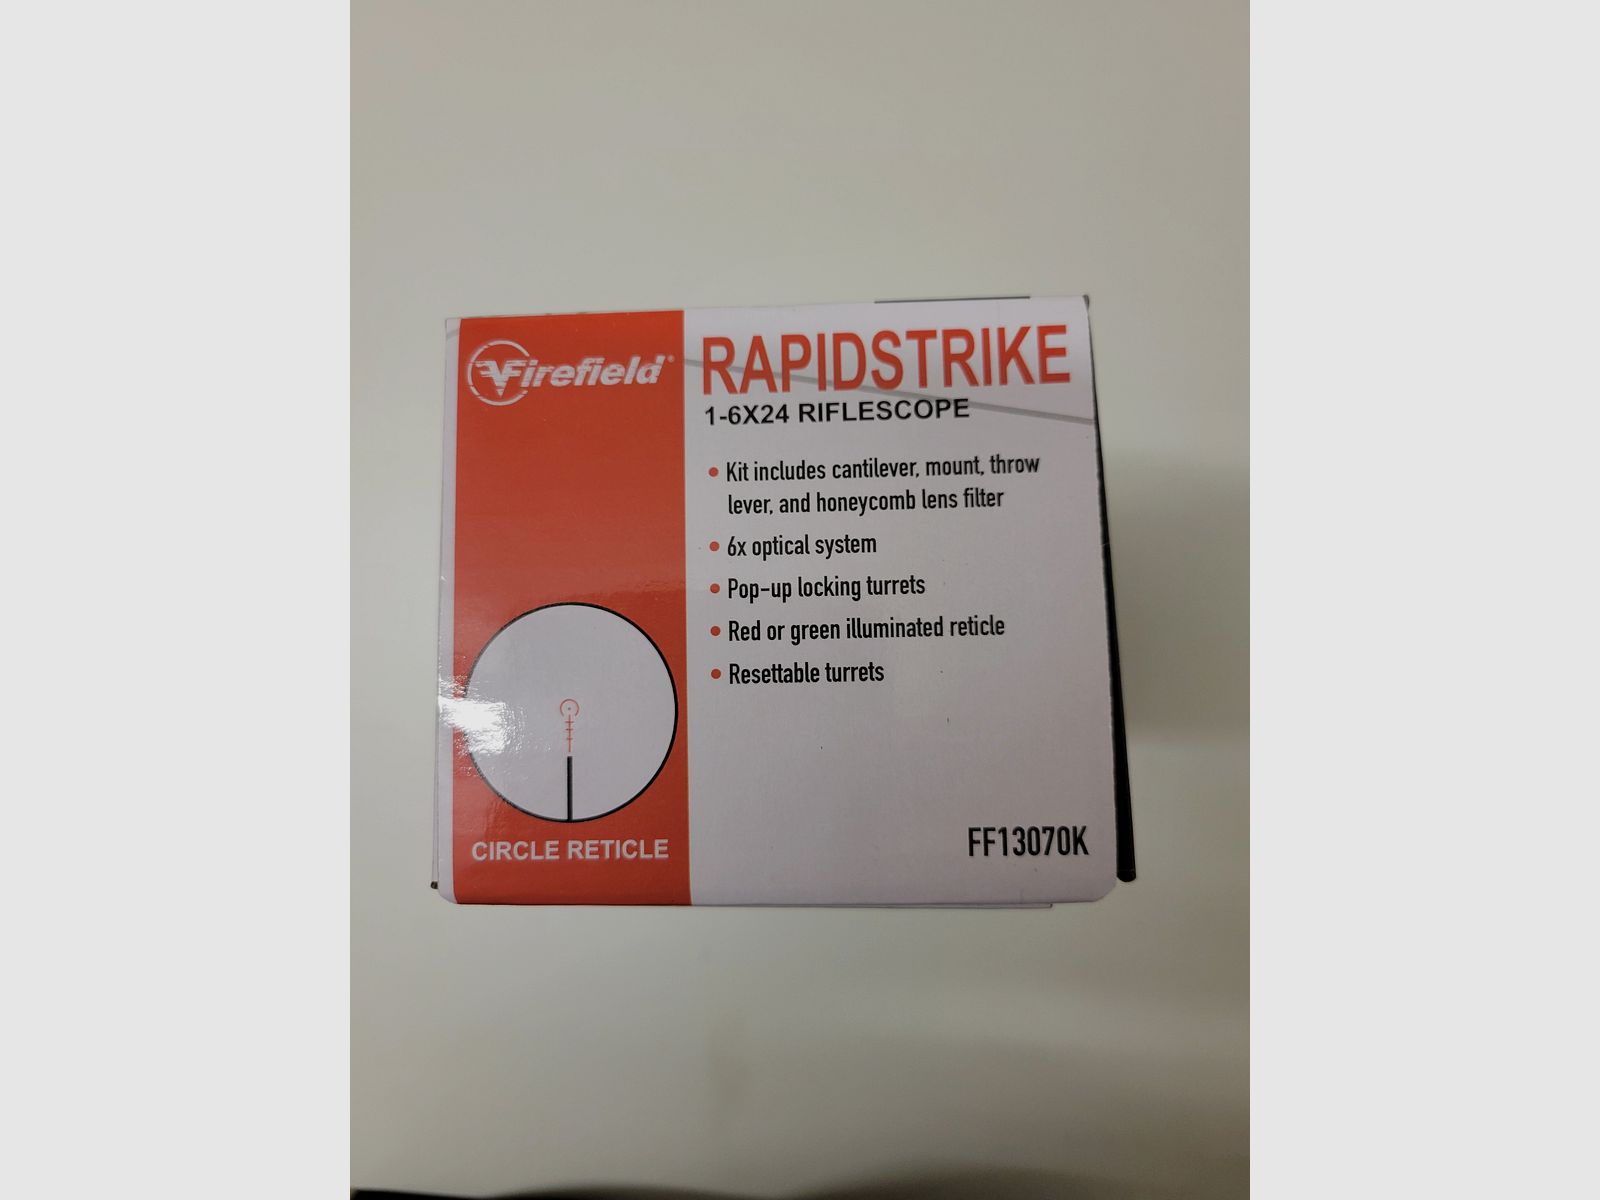 Firefield®
RAPIDSTRIKE
1-6X24 RIFLESCOPE
• Kit includes cantilever, mount, throw
lever, and honeycomb lens filter
• 6x optical system
• Pop-up locking turrets
• Red or green illuminated reticle
• Resettable turrets
CIRCLE RETICLE
FF13070K